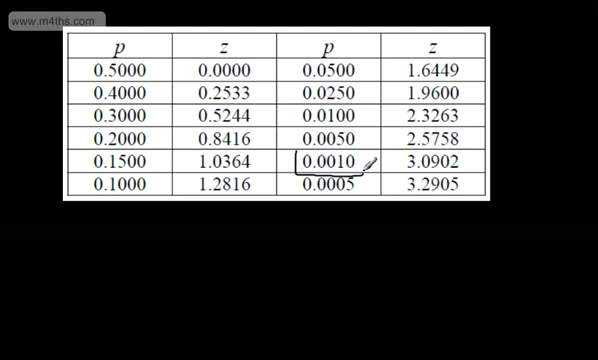 www.m4ths.com
p z p z
0.5000 0.0000 0.0500 1.6449
0.4000 0.2533 0.0250 1.9600
0.3000 0.5244 0.0100 2.3263
0.2000 0.8416 0.0050 2.5758
0.1500 1.0364 0.0010 3.0902
0.1000 1.2816 0.0005 3.2905